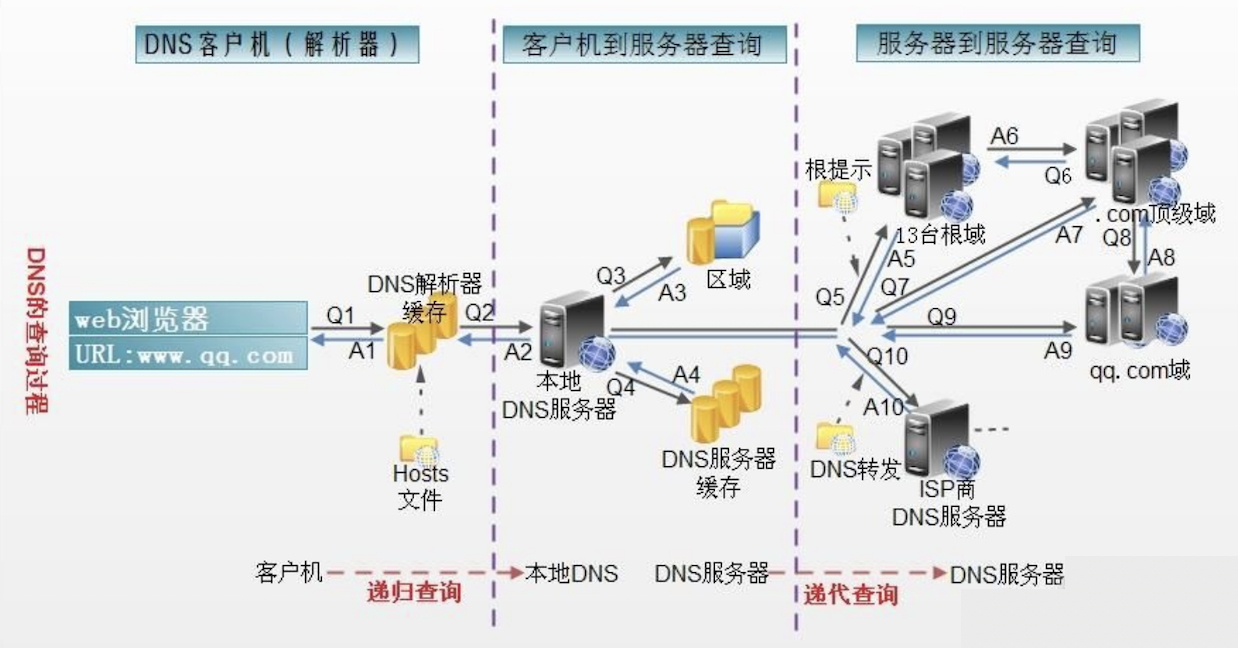 DNS客户机（解析器）
客户机到服务器查询
服务器到服务器查询
DNS的查询过程
web浏览器
URL:www.qq.com
Q1
A1
DNS解析器
缓存
Hosts
文件
Q2
A2
本地
DNS服务器
Q3
A3
区域
Q4
A4
DNS服务器
缓存
根提示
13台根域
A6
Q6
.com顶级域
Q5
A5
Q7
A7
Q8
A8
Q9
A9
qq.com域
Q10
A10
DNS转发
ISP商
DNS服务器
客户机
递归查询
本地DNS
DNS服务器
递代查询
DNS服务器